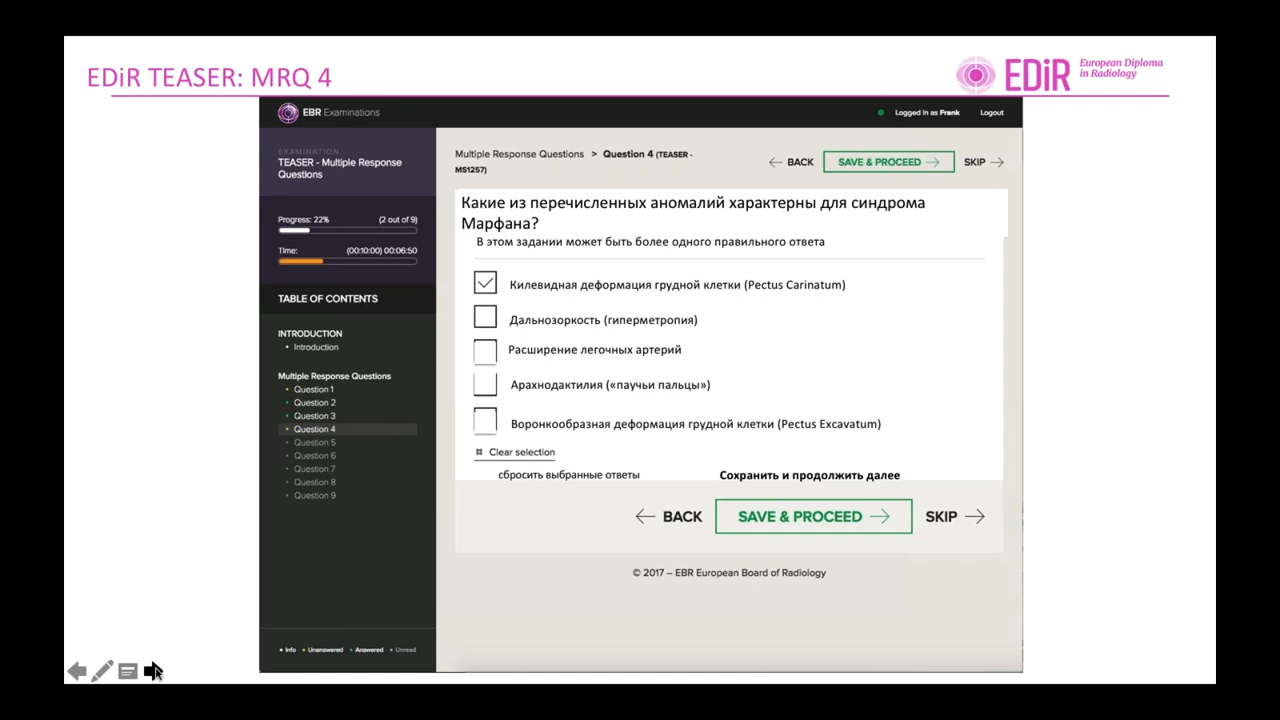 EDiR TEASER: MRQ 4
EDiR
European Diploma
in Radiology
EBR Examinations
Logged in as Frank
Logout
EXAMINATION
TEASER - Multiple Response
Questions
Progress: 22%
(2 out of 9)
Time:
(00:10:00) 00:06:50
TABLE OF CONTENTS
INTRODUCTION
• Introduction
Multiple Response Questions
• Question 1
• Question 2
• Question 3
• Question 4
• Question 5
• Question 6
• Question 7
• Question 8
• Question 9
• Info • Unanswered • Answered • Unread
Multiple Response Questions > Question 4 (TEASER -
MS1257)
BACK
SAVE & PROCEED
SKIP
Какие из перечисленных аномалий характерны для синдрома
Марфана?
В этом задании может быть более одного правильного ответа
Килевидная деформация грудной клетки (Pectus Carinatum)
Дальнозоркость (гиперметропия)
Расширение легочных артерий
Арахнодактилия («паучьи пальцы»)
Воронкообразная деформация грудной клетки (Pectus Excavatum)
Clear selection
сбросить выбранные ответы
Сохранить и продолжить далее
BACK
SAVE & PROCEED
SKIP
© 2017 – EBR European Board of Radiology